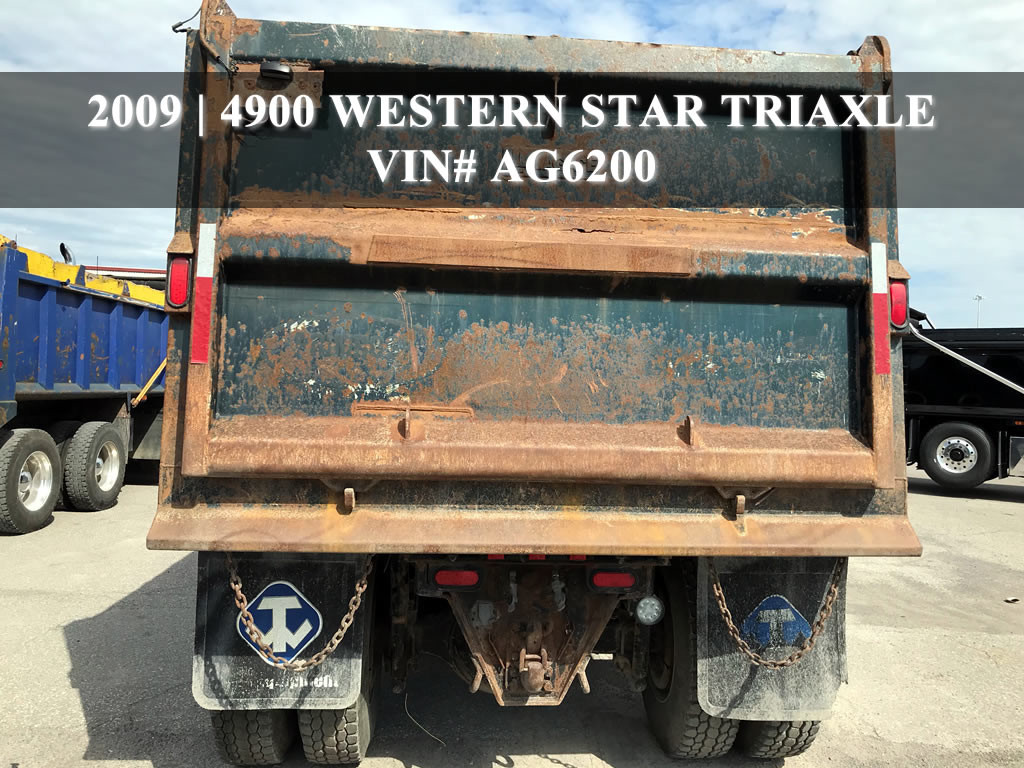 2009 | 4900 WESTERN STAR TRIAXLE
VIN# AG6200